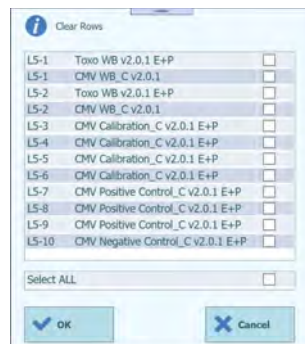 Clear Rows
L5-1 Toxo WB v2.0.1 E+P
L5-1 CMV WB_C v2.0.1
L5-2 Toxo WB v2.0.1 E+P
L5-2 CMV WB_C v2.0.1
L5-3 CMV Calibration_C v2.0.1 E+P
L5-4 CMV Calibration_C v2.0.1 E+P
L5-5 CMV Calibration_C v2.0.1 E+P
L5-6 CMV Calibration_C v2.0.1 E+P
L5-7 CMV Positive Control_C v2.0.1 E+P
L5-8 CMV Positive Control_C v2.0.1 E+P
L5-9 CMV Positive Control_C v2.0.1 E+P
L5-10 CMV Negative Control_C v2.0.1 E+P
Select ALL
OK Cancel